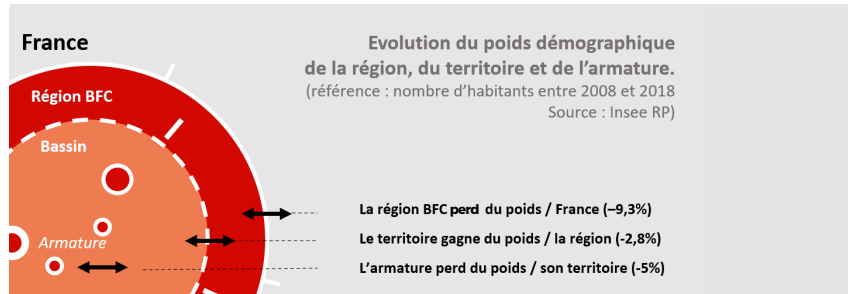 France
Evolution du poids démographique
de la région, du territoire et de l'armature.
(référence : nombre d'habitants entre 2008 et 2018
Source : Insee RP)
Région BFC
Bassin
Armature
La région BFC perd du poids / France (–9,3%)
Le territoire gagne du poids / la région (-2,8%)
L'armature perd du poids / son territoire (-5%)